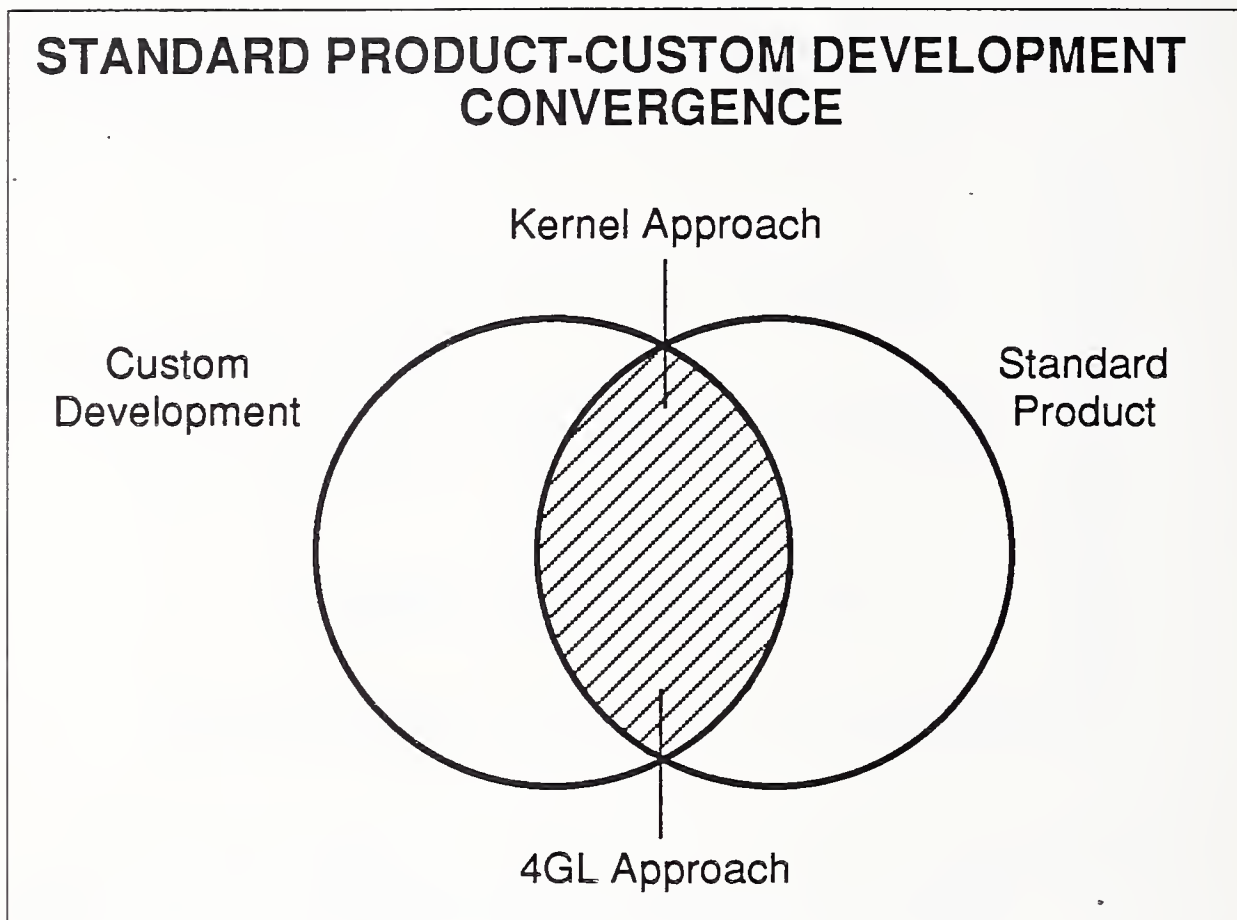 STANDARD PRODUCT-CUSTOM DEVELOPMENT
CONVERGENCE
Kernel Approach
Custom
Development
Standard
Product
4GL Approach